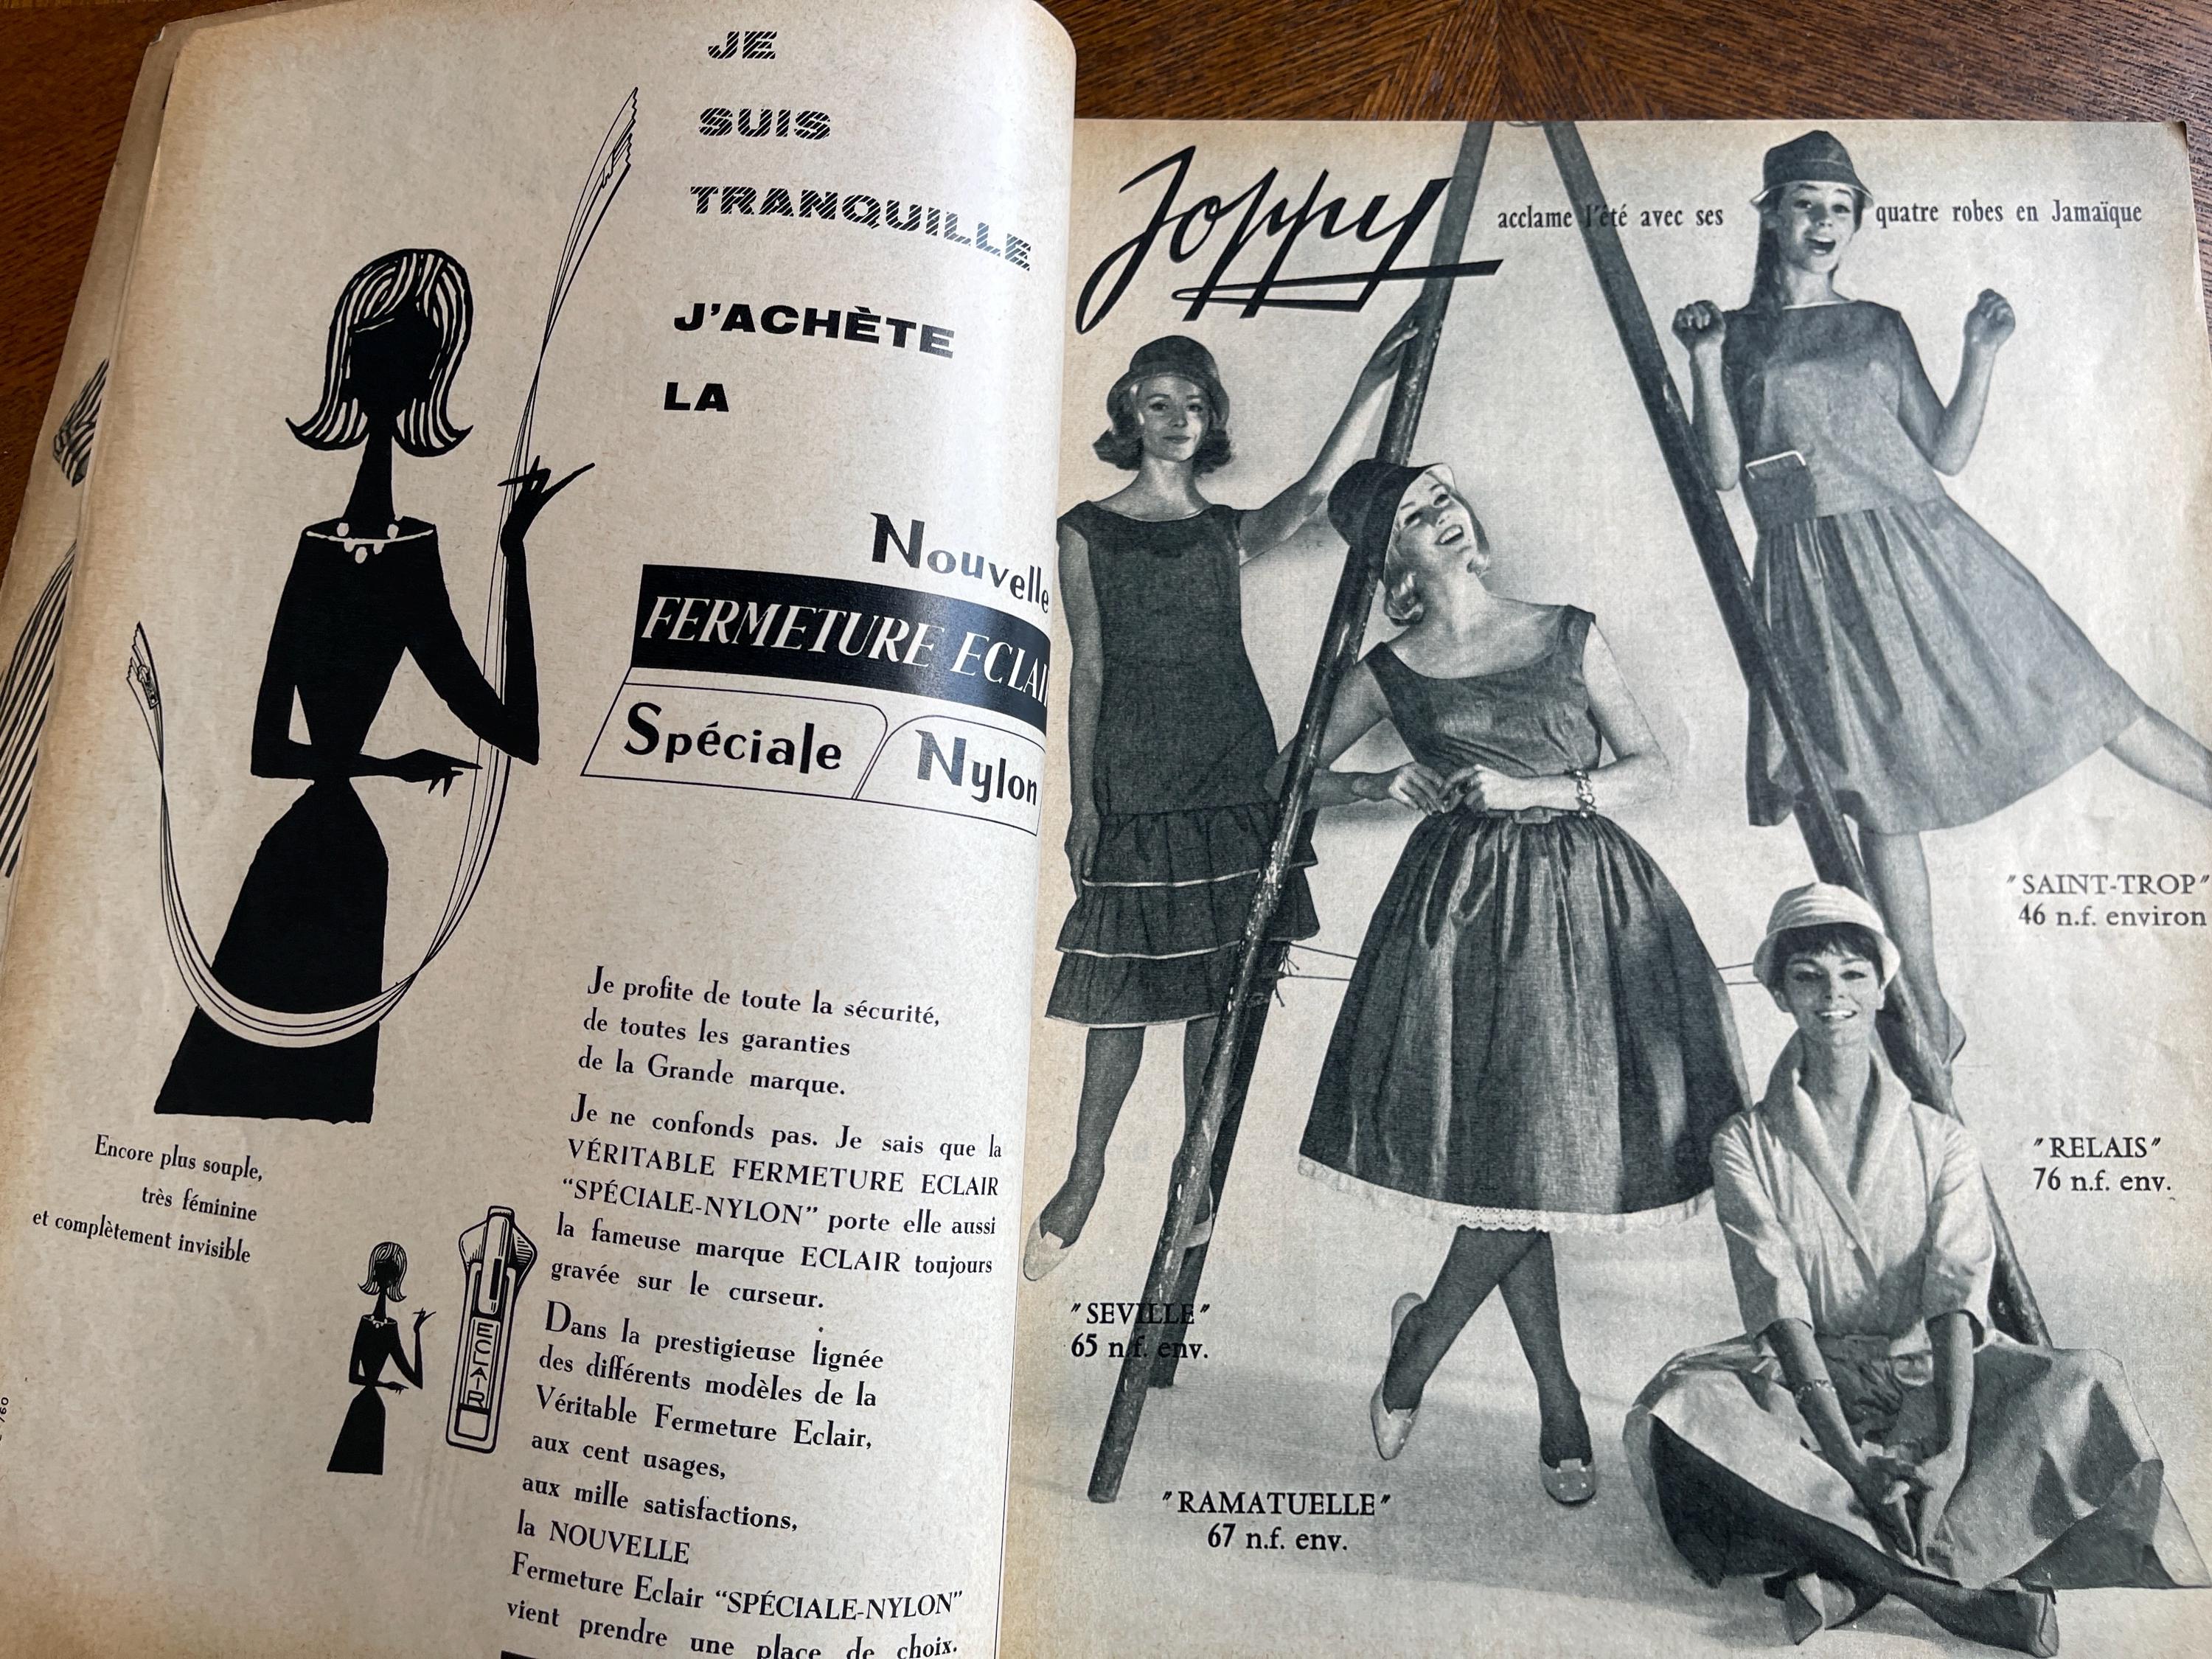 JE
SUIS
TRANQUILLE
J'ACHÈTE
LA
Nouvelle
FERMETURE
Spéciale Nylon
Je profite de toute la sécurité,
de toutes les garanties
de la Grande marque.
Je ne confonds pas. Je sais que la
VÉRITABLE FERMETURE ECLAIR
“SPÉCIALE-NYLON” porte elle aussi
la fameuse marque ECLAIR toujours
gravée sur le curseur.
Dans la prestigieuse lignée
des différents modèles de la
Véritable Fermeture Eclair,
aux cent usages,
aux mille satisfactions,
la NOUVELLE
Fermeture Eclair “SPÉCIALE-NYLON”
vient prendre une place de choix.
Encore plus souple,
très féminine
et complètement invisible
ECLAIR
/60
Joppy
acclame l'été avec ses quatre robes en Jamaïque
"SAINT-TROP"
46 n.f. environ
"RELAIS"
76 n.f. env.
"SEVILLE"
65 n.f. env.
"RAMATUELLE"
67 n.f. env.